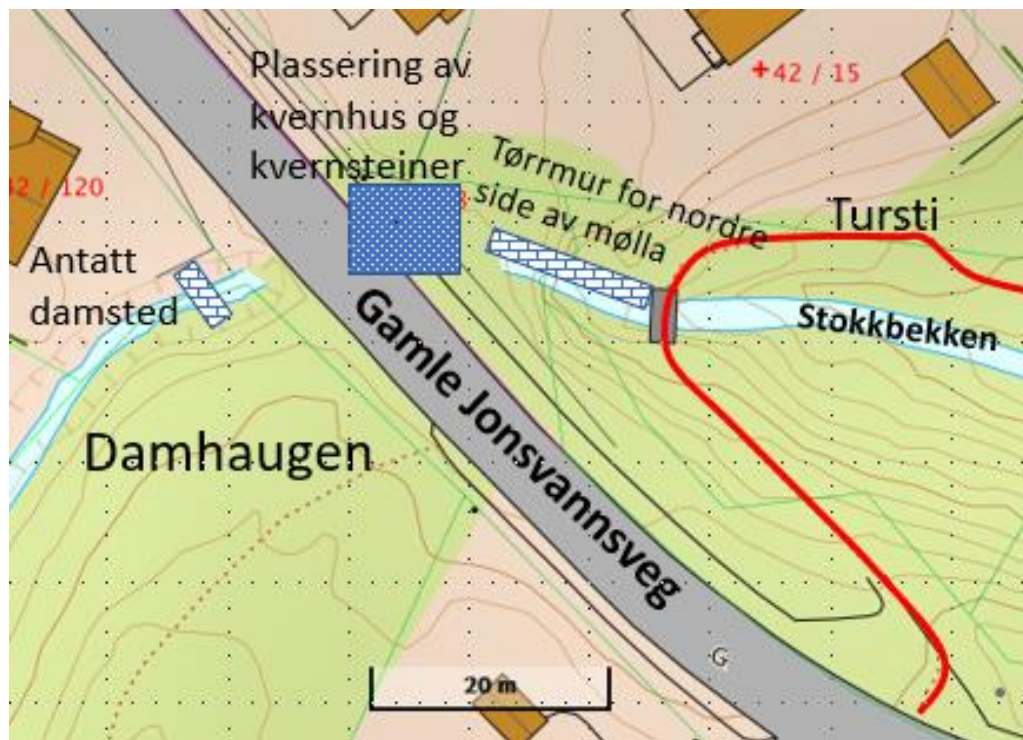 Plassering av
kvernhus og
kvernsteiner
+42 / 15
Tørrmur for nordre
side av mølla
/ 120
Tursti
Antatt
damsted
Stokkbekken
Gamle Jonsvannsveg
Damhaugen
G
20 m